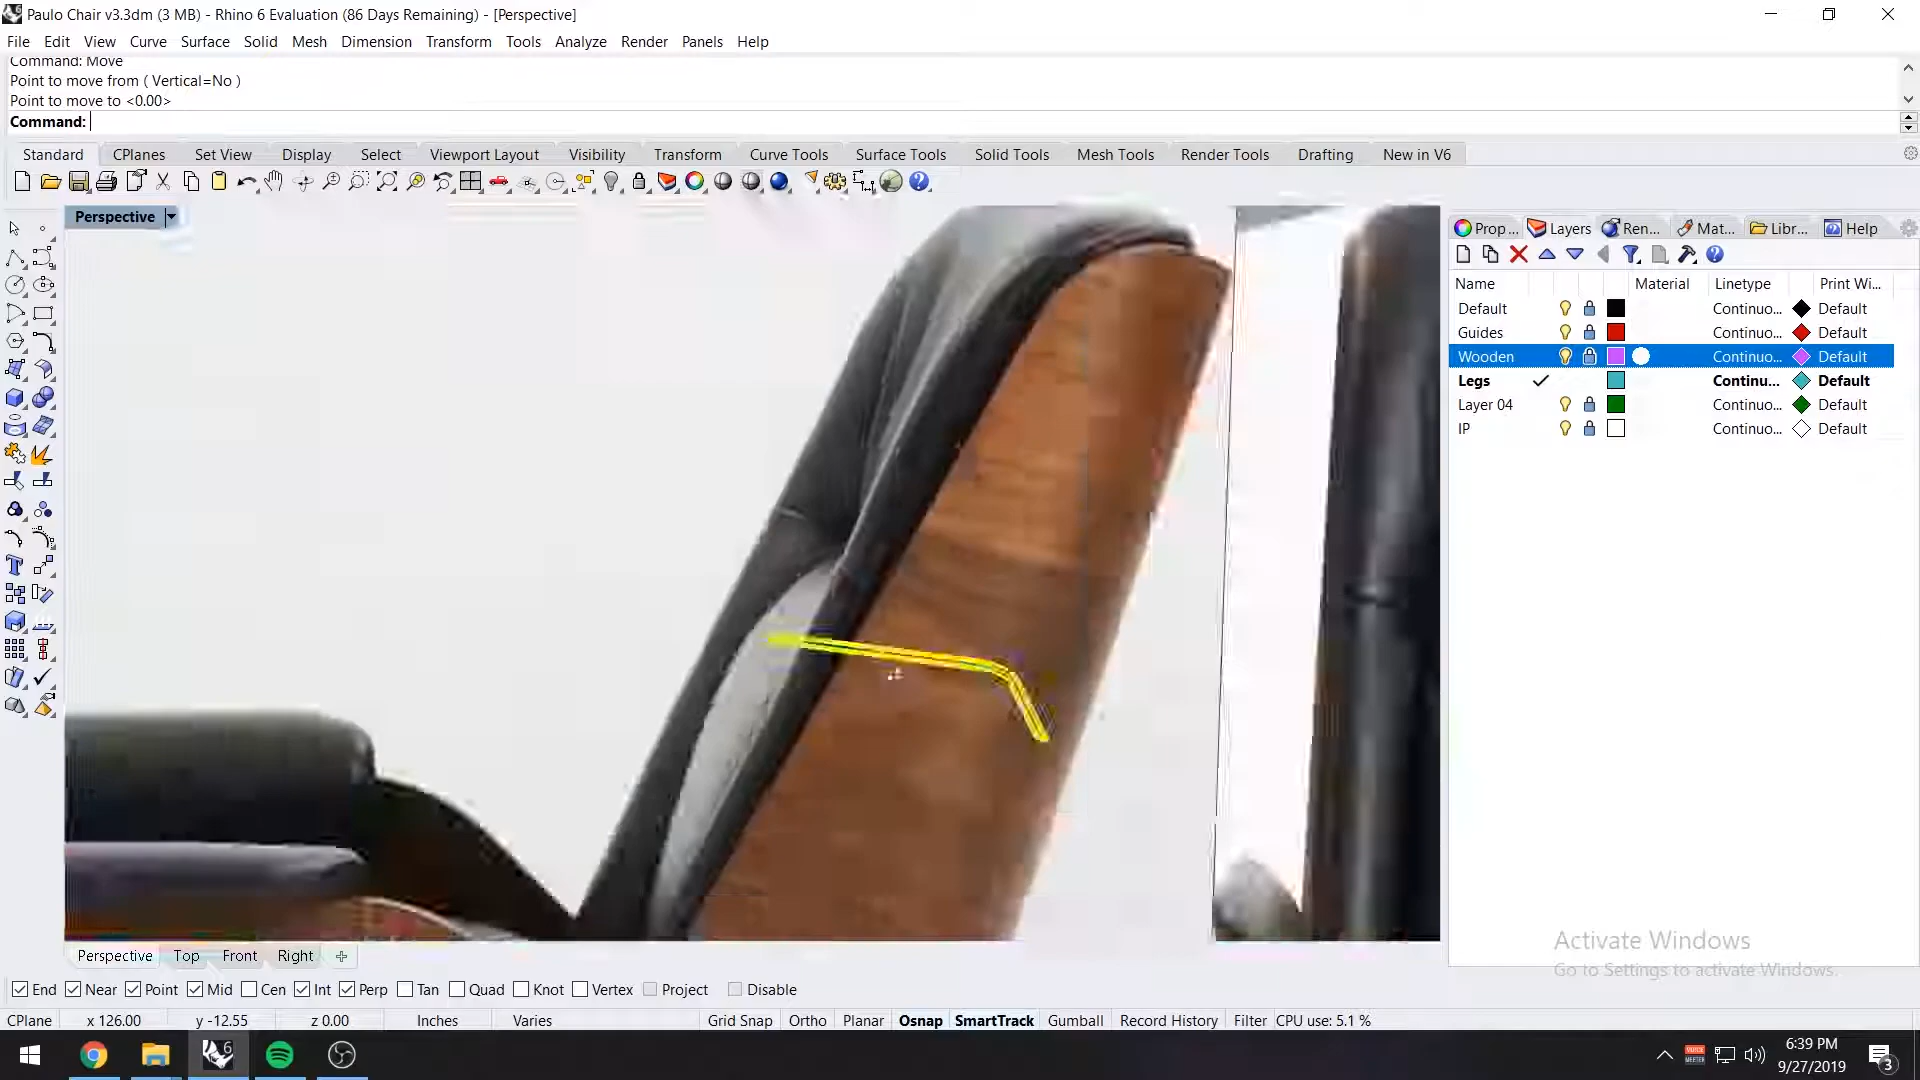 Paulo Chair v3.3dm (3 MB) - Rhino 6 Evaluation (86 Days Remaining) - [Perspective]
File Edit View Curve Surface Solid Mesh Dimension Transform Tools Analyze Render Panels Help
Command: Move
Point to move from ( Vertical=No )
Point to move to <0.00>
Command:
Standard CPlanes Set View Display Select Viewport Layout Visibility Transform Curve Tools Surface Tools Solid Tools Mesh Tools Render Tools Drafting New in V6
Perspective
Prop ... Layers Ren... Mat... Libr... Help
Name Material Linetype Print Wi...
Default Continuo... Default
Guides Continuo... Default
Wooden Continuo... Default
Legs Continu... Default
Layer 04 Continuo... Default
IP Continuo... Default
Activate Windows
Go to Settings to activate Windows.
Perspective Top Front Right
End Near Point Mid Cen Int Perp Tan Quad Knot Vertex Project Disable
CPlane x 126.00 y -12.55 z 0.00 Inches Varies Grid Snap Ortho Planar Osnap SmartTrack Gumball Record History Filter CPU use: 5.1 %
6
6:39 PM
9/27/2019
3